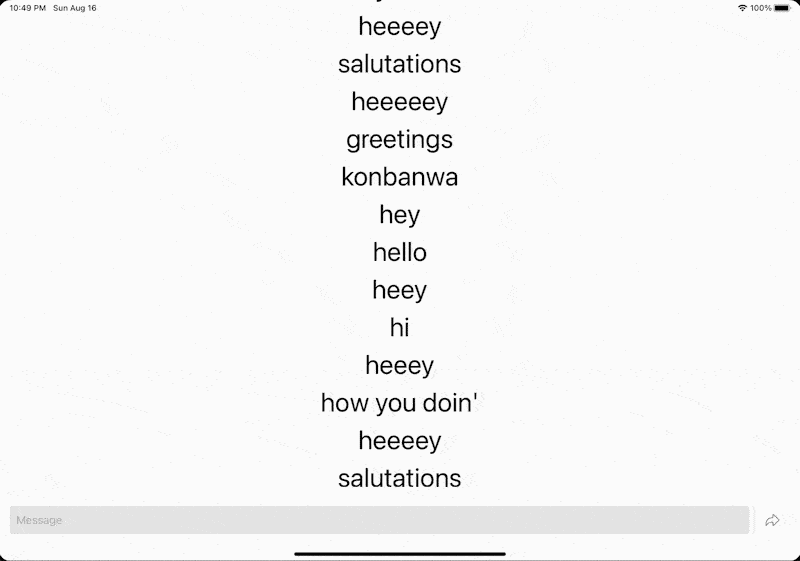 10:49 PM Sun Aug 16 100%
heeeey
salutations
heeeeey
greetings
konbanwa
hey
hello
heey
hi
heeey
how you doin'
heeeey
salutations
Message